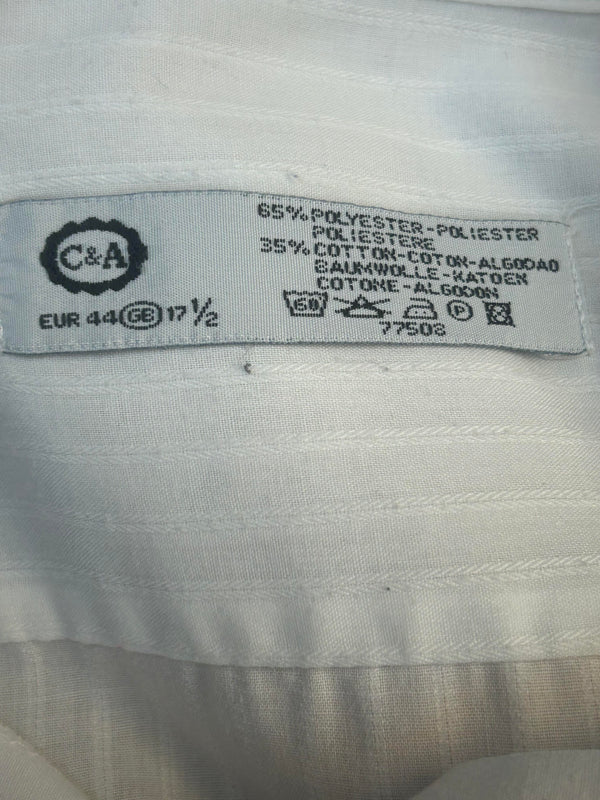 C&A
EUR 44 GB 17 1/2
65% POLYESTER-POLIESTER
POLIESTERE
35% COTTON-COTON-ALGODAO
BAUMWOLLE-KATOEN
COTONE-ALGODON
60 P
77503